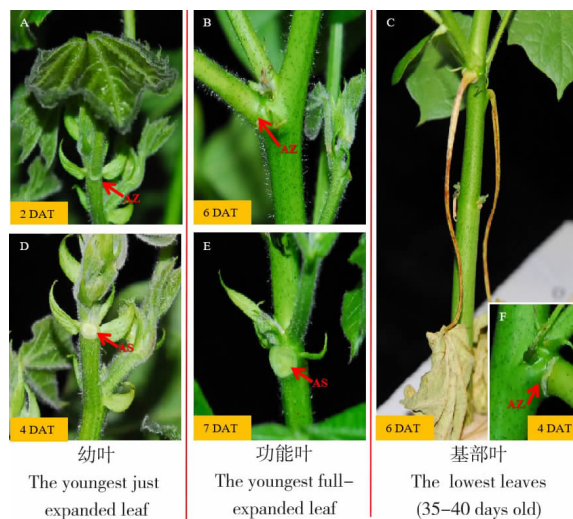 A
AZ
2 DAT
B
AZ
6 DAT
C
6 DAT
D
AS
4 DAT
E
AS
7 DAT
F
AZ
4 DAT
幼叶
The youngest just
expanded leaf
功能叶
The youngest full-
expanded leaf
基部叶
The lowest leaves
(35-40 days old)